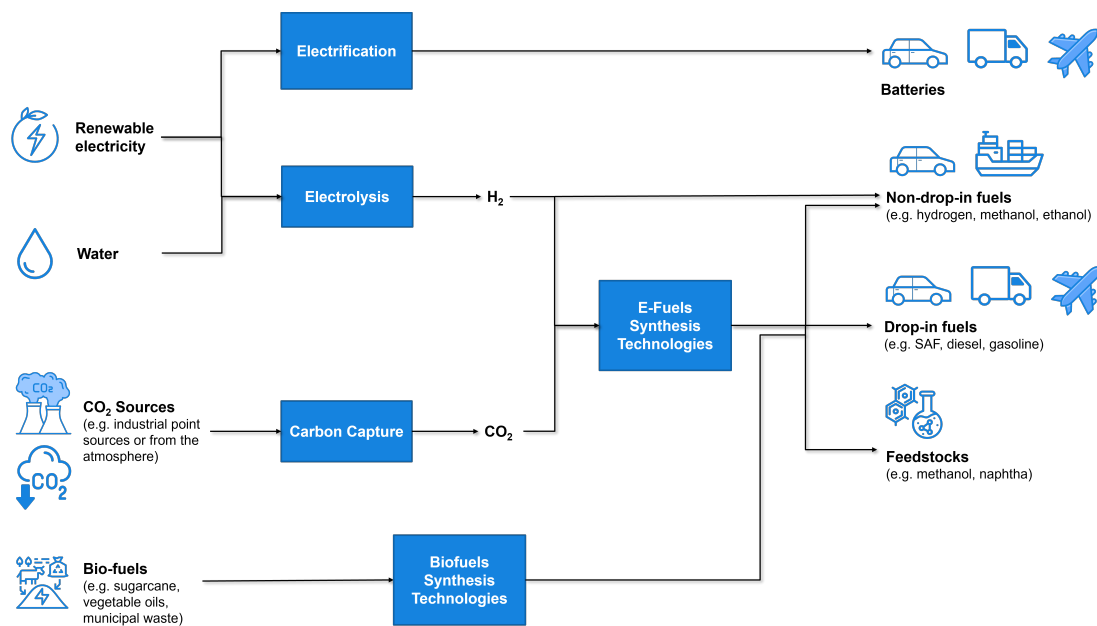 Electrification
Batteries
Renewable
electricity
Electrolysis
H₂
Non-drop-in fuels
(e.g. hydrogen, methanol, ethanol)
Water
E-Fuels
Synthesis
Technologies
Drop-in fuels
(e.g. SAF, diesel, gasoline)
CO₂
CO₂ Sources
(e.g. industrial point
sources or from the
atmosphere)
Carbon Capture
CO₂
Feedstocks
(e.g. methanol, naphtha)
CO₂
Bio-fuels
(e.g. sugarcane,
vegetable oils,
municipal waste)
Biofuels
Synthesis
Technologies